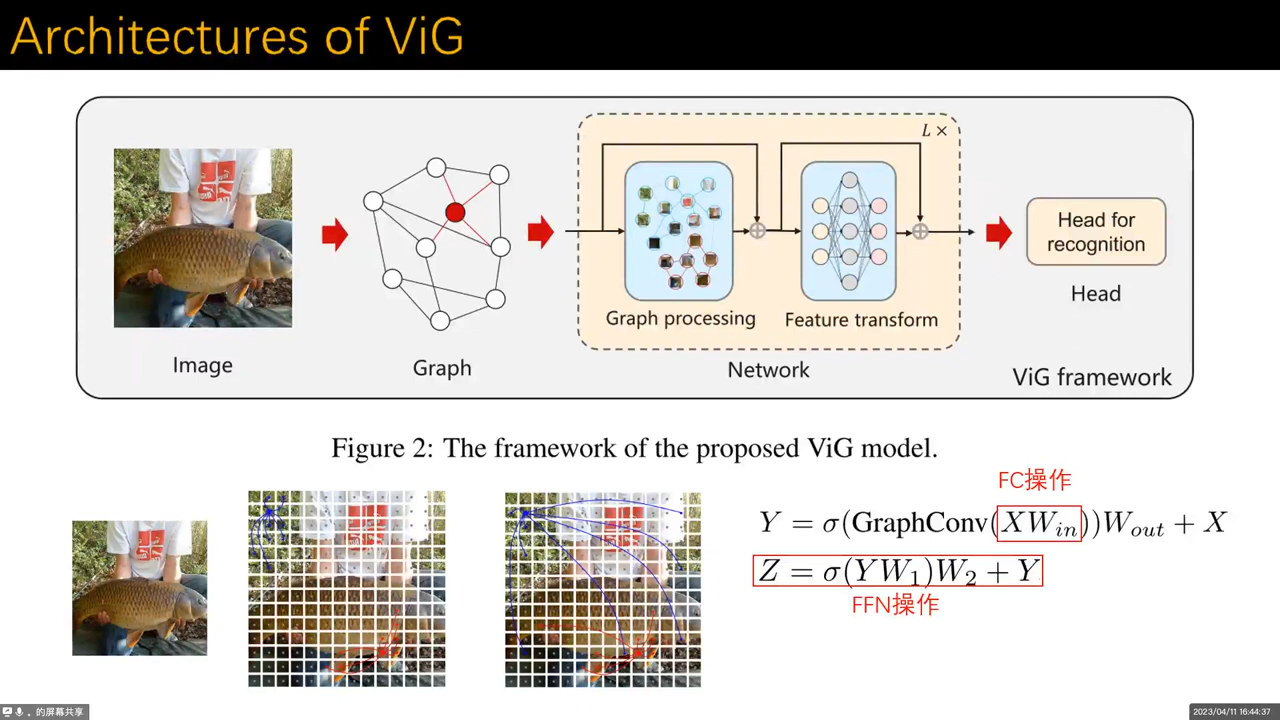 Architectures of ViG
L ×
Graph processing
Feature transform
Head for
recognition
Head
Image
Graph
Network
ViG framework
Figure 2: The framework of the proposed ViG model.
FC操作
Y = σ(GraphConv(XW_in))W_out + X
Z = σ(YW_1)W_2 + Y
FFN操作
。的屏幕共享
2023/04/11 16:44:37